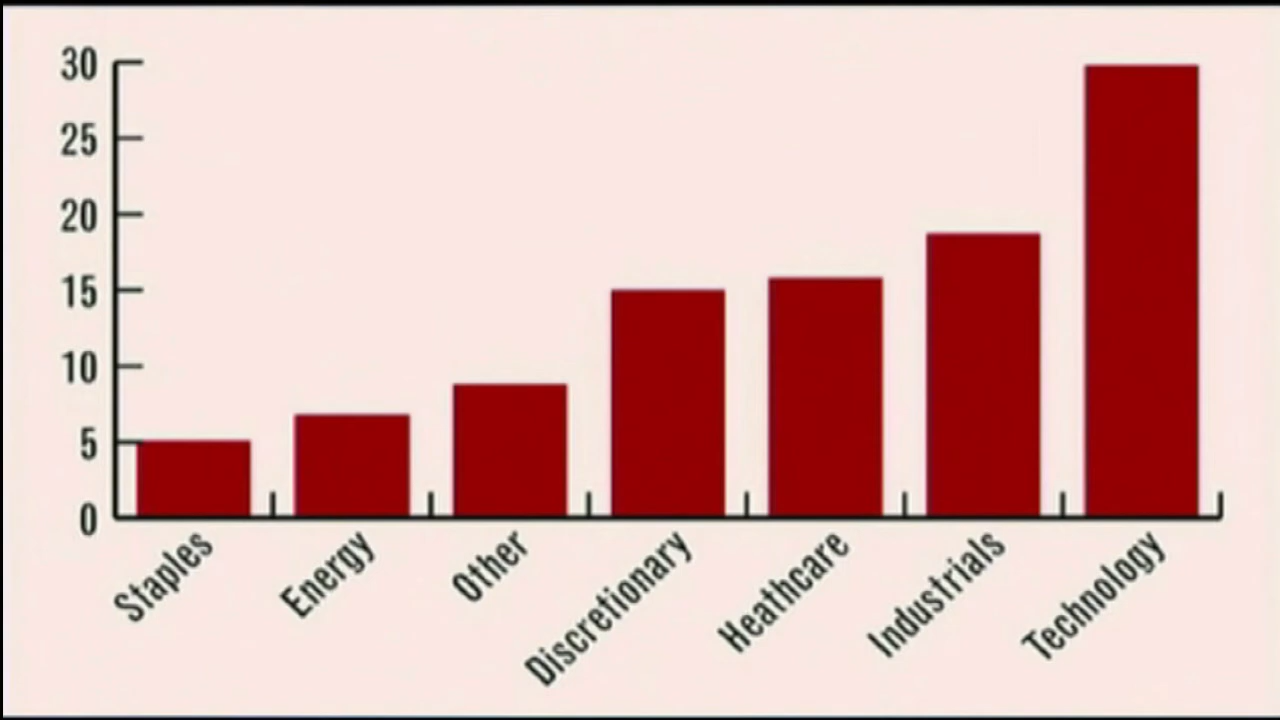 30
25
20
15
10
5
0
Staples
Energy
Other
Discretionary
Heathcare
Industrials
Technology